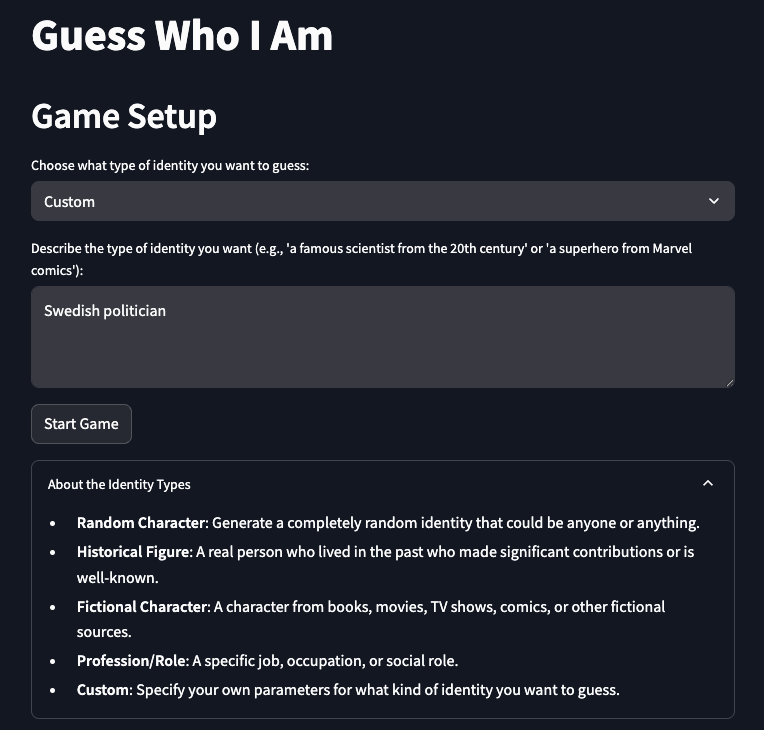 Guess Who I Am
Game Setup
Choose what type of identity you want to guess:
Custom
Describe the type of identity you want (e.g., 'a famous scientist from the 20th century' or 'a superhero from Marvel
comics'):
Swedish politician
Start Game
About the Identity Types
• Random Character: Generate a completely random identity that could be anyone or anything.
• Historical Figure: A real person who lived in the past who made significant contributions or is
well-known.
• Fictional Character: A character from books, movies, TV shows, comics, or other fictional
sources.
• Profession/Role: A specific job, occupation, or social role.
• Custom: Specify your own parameters for what kind of identity you want to guess.